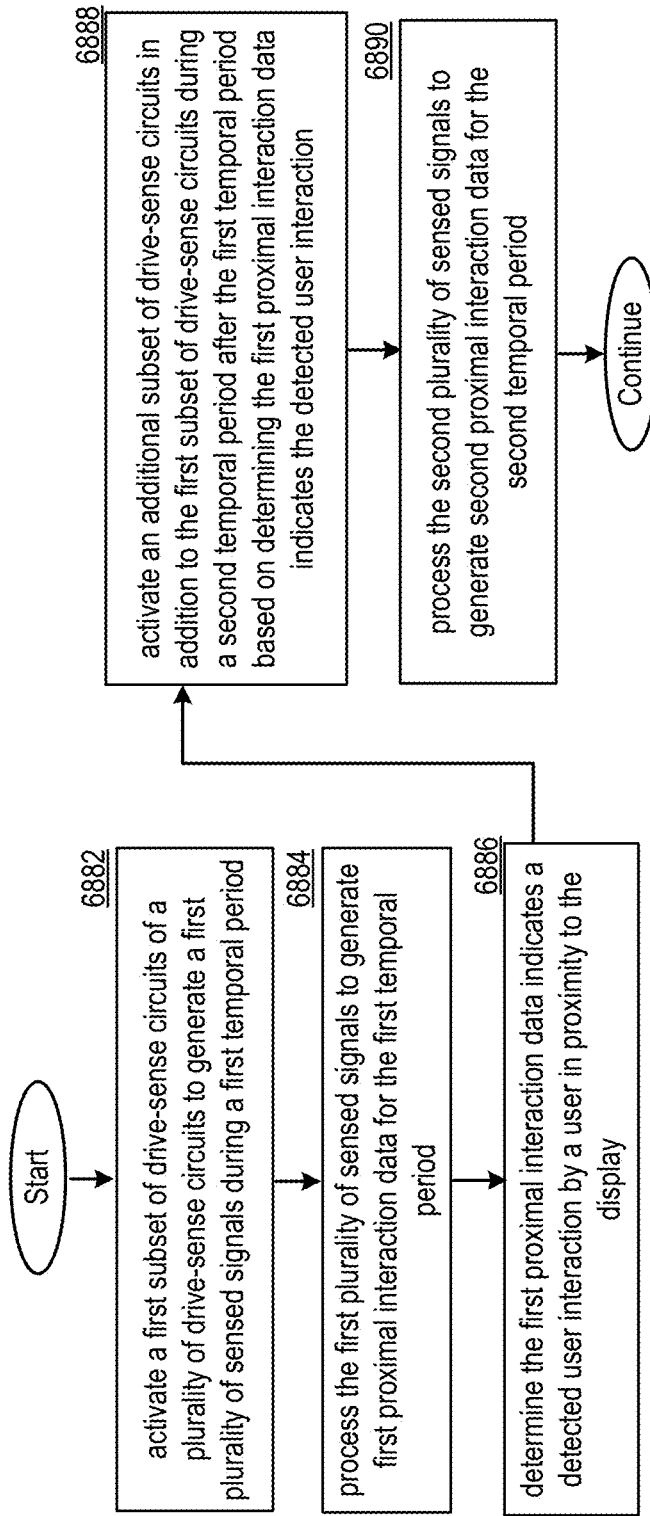 Start
6882
activate a first subset of drive-sense circuits of a
plurality of drive-sense circuits to generate a first
plurality of sensed signals during a first temporal period
6884
process the first plurality of sensed signals to generate
first proximal interaction data for the first temporal
period
6886
determine the first proximal interaction data indicates a
detected user interaction by a user in proximity to the
display
6888
activate an additional subset of drive-sense circuits in
addition to the first subset of drive-sense circuits during
a second temporal period after the first temporal period
based on determining the first proximal interaction data
indicates the detected user interaction
6890
process the second plurality of sensed signals to
generate second proximal interaction data for the
second temporal period
Continue